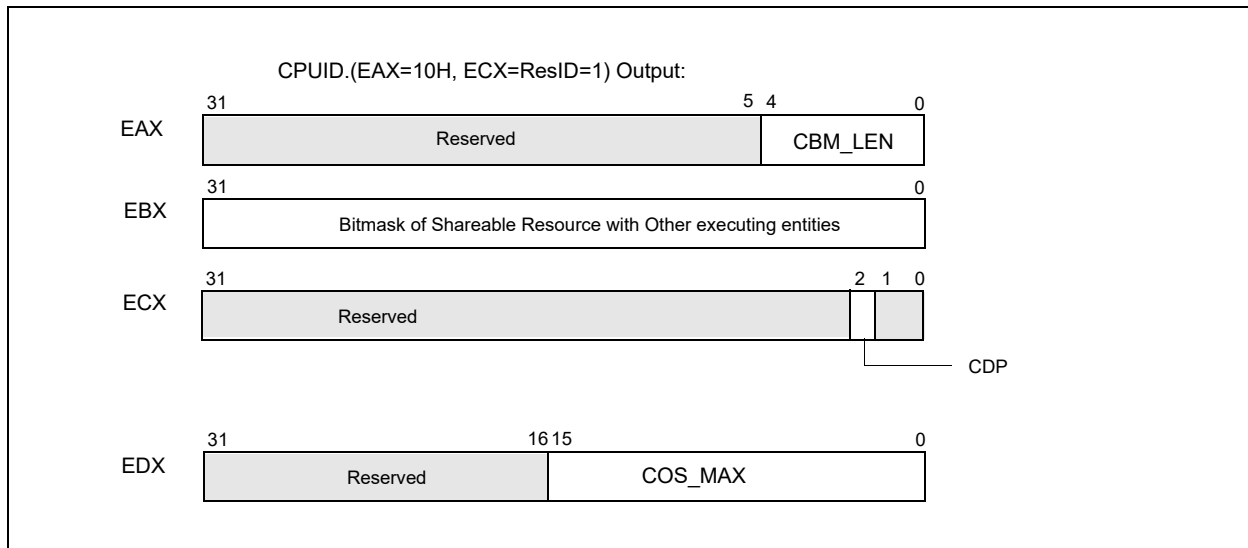 CPUID.(EAX=10H, ECX=ResID=1) Output:
31 5 4 0
EAX Reserved CBM_LEN
31 0
EBX Bitmask of Shareable Resource with Other executing entities
31 2 1 0
ECX Reserved
CDP
31 16 15 0
EDX Reserved COS_MAX